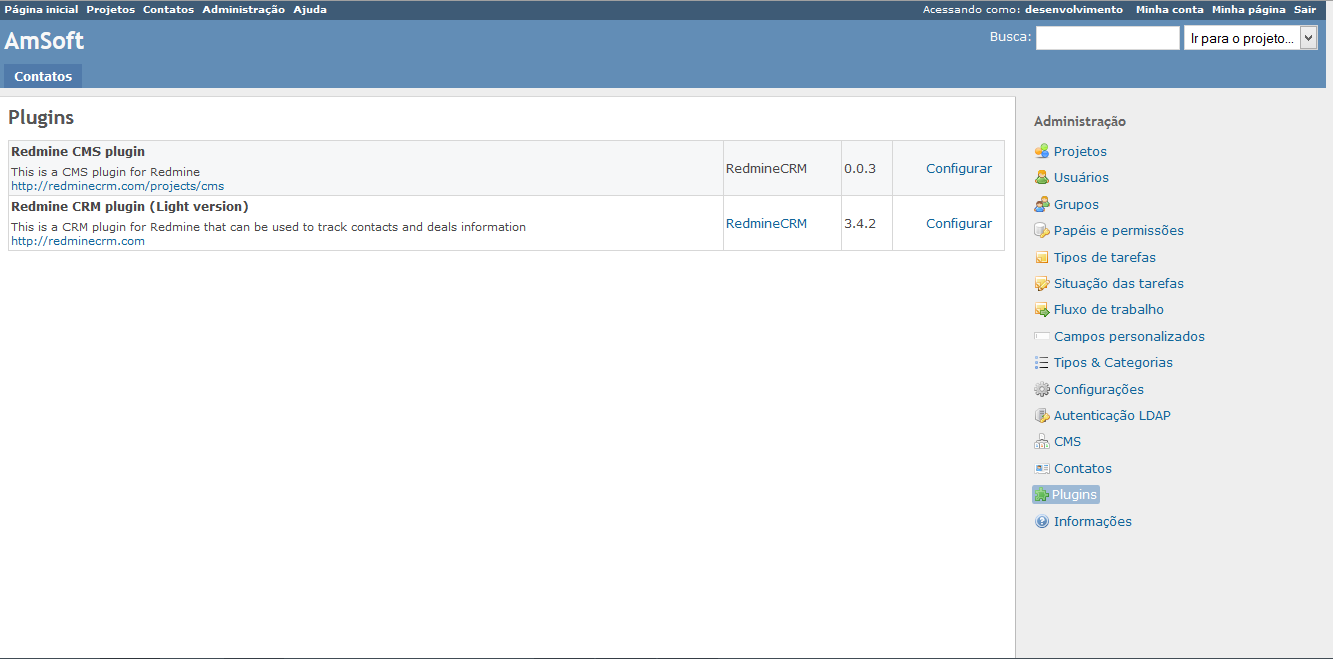 Página inicial Projetos Contatos Administração Ajuda Acessando como: desenvolvimento Minha conta Minha página Sair
AmSoft Busca: Ir para o projeto...
Contatos
Plugins
Redmine CMS plugin
This is a CMS plugin for Redmine
http://redminecrm.com/projects/cms
RedmineCRM 0.0.3 Configurar
Redmine CRM plugin (Light version)
This is a CRM plugin for Redmine that can be used to track contacts and deals information
http://redminecrm.com
RedmineCRM 3.4.2 Configurar
Administração
Projetos
Usuários
Grupos
Papéis e permissões
Tipos de tarefas
Situação das tarefas
Fluxo de trabalho
Campos personalizados
Tipos & Categorias
Configurações
Autenticação LDAP
CMS
Contatos
Plugins
Informações